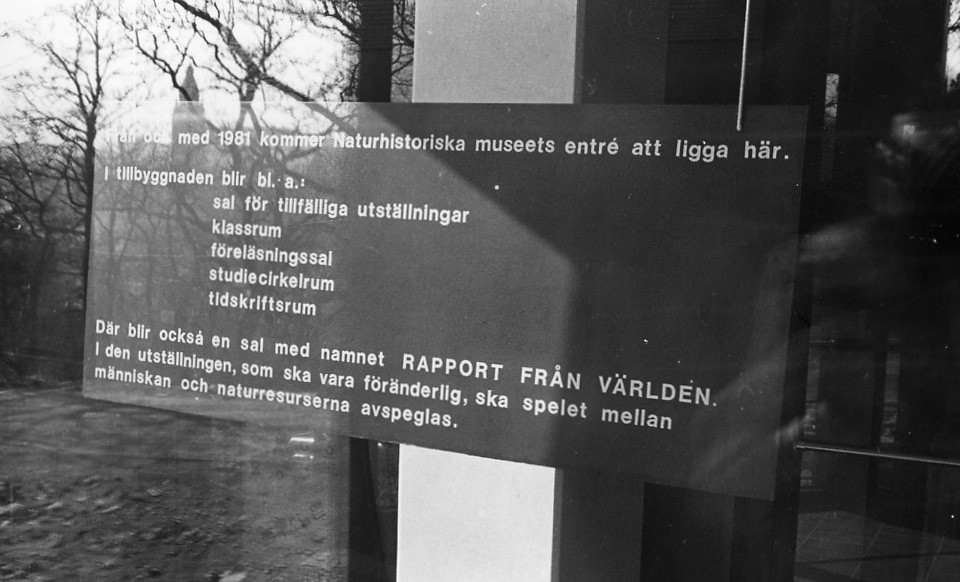 Från och med 1981 kommer Naturhistoriska museets entré att ligga här.
I tillbyggnaden blir bl. a.:
sal för tillfälliga utställningar
klassrum
föreläsningssal
studiecirkelrum
tidskriftsrum
Där blir också en sal med namnet RAPPORT FRÅN VÄRLDEN.
I den utställningen, som ska vara föränderlig, ska spelet mellan
människan och naturresurserna avspeglas.